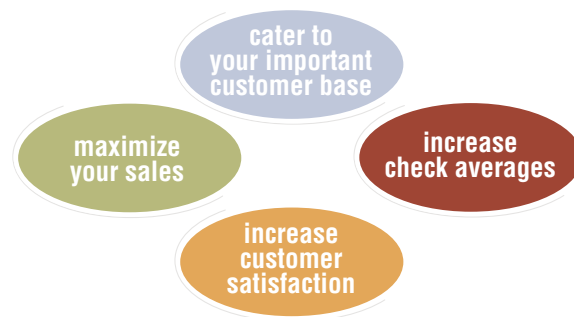 cater to
your important
customer base
maximize
your sales
increase
check averages
increase
customer
satisfaction